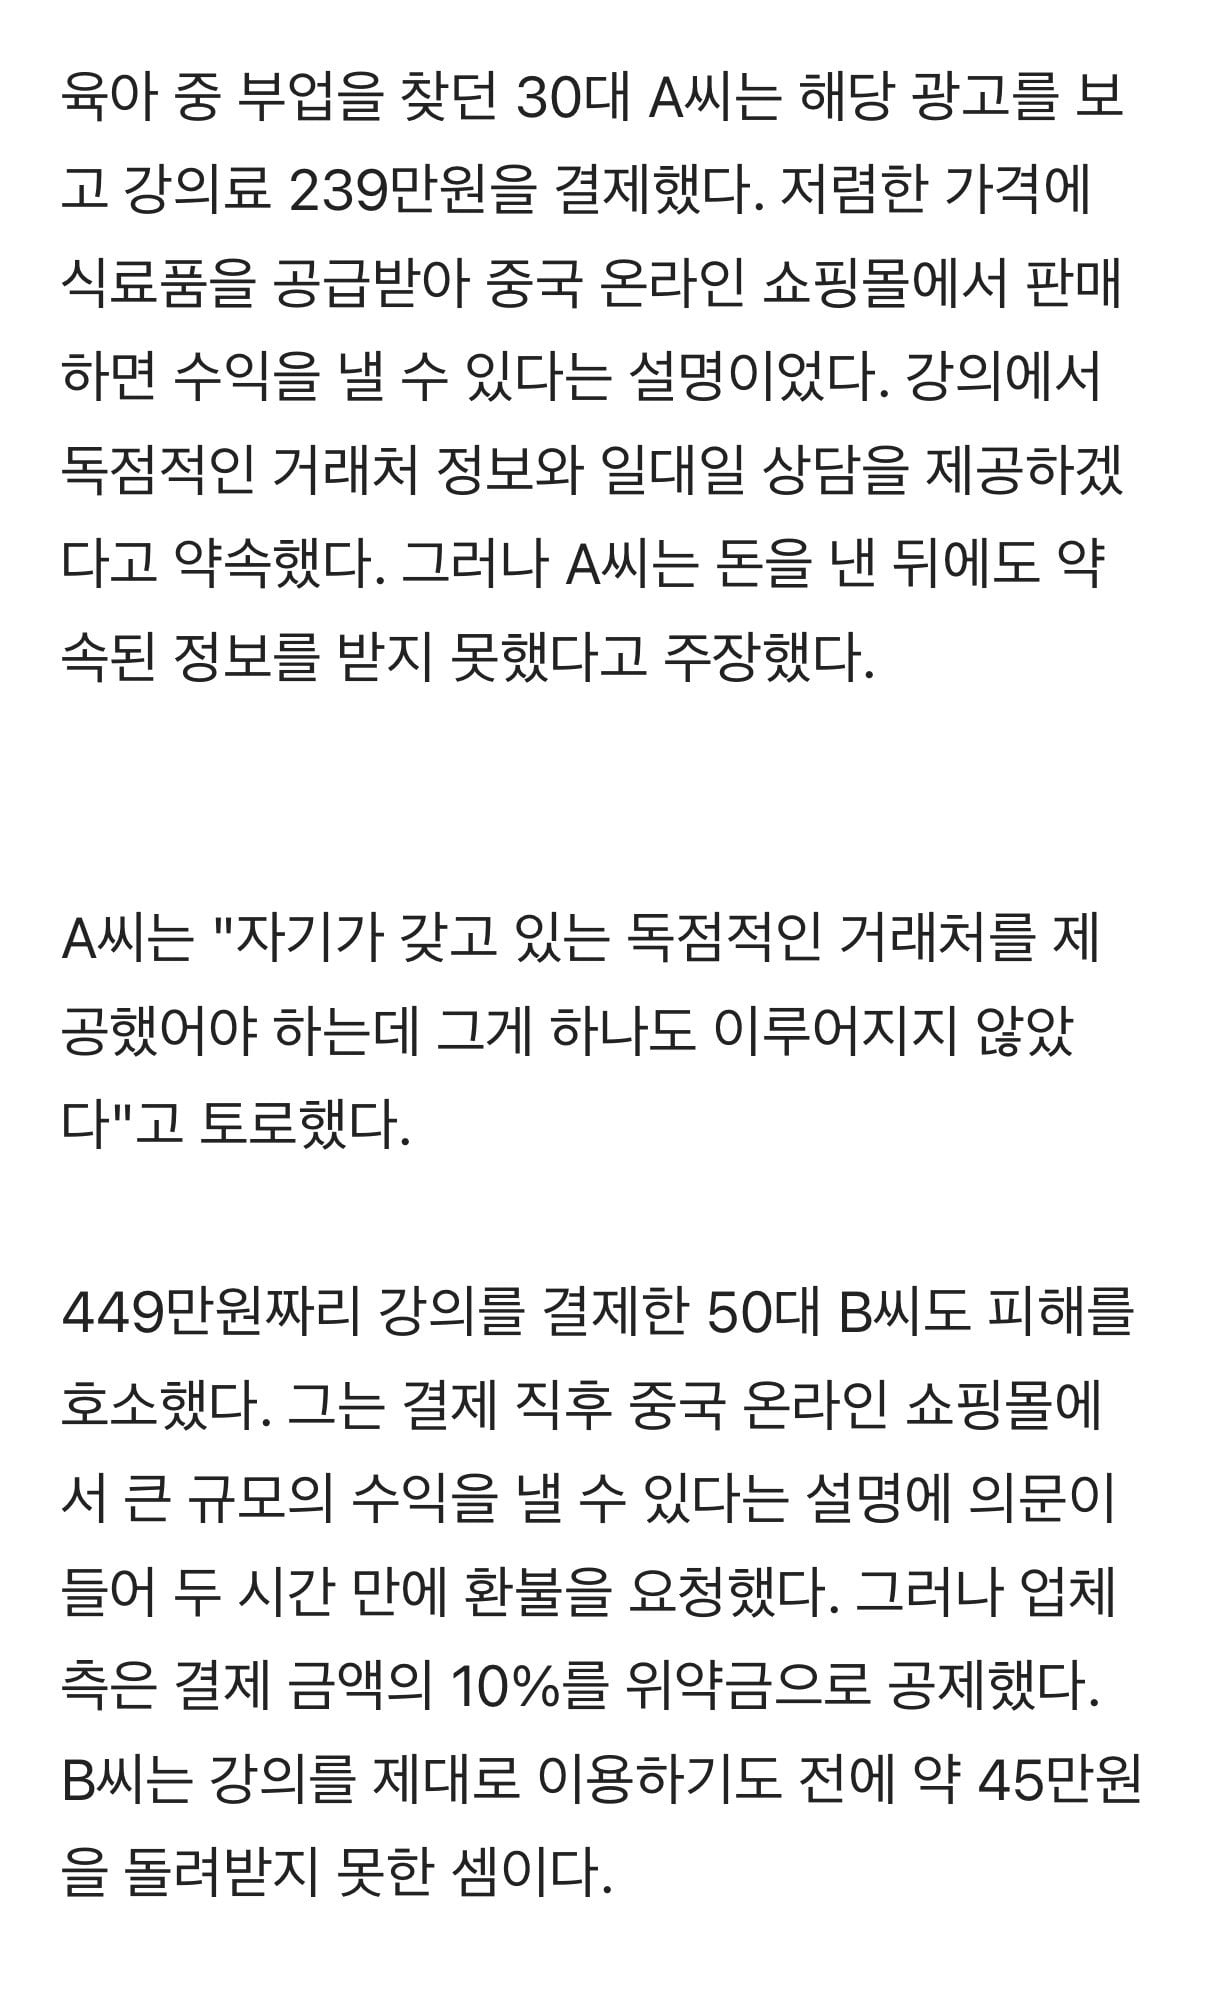 육아 중 부업을 찾던 30대 A씨는 해당 광고를 보
고 강의료 239만원을 결제했다. 저렴한 가격에
식료품을 공급받아 중국 온라인 쇼핑몰에서 판매
하면 수익을 낼 수 있다는 설명이었다. 강의에서
독점적인 거래처 정보와 일대일 상담을 제공하겠
다고 약속했다. 그러나 A씨는 돈을 낸 뒤에도 약
속된 정보를 받지 못했다고 주장했다.
A씨는 "자기가 갖고 있는 독점적인 거래처를 제
공했어야 하는데 그게 하나도 이루어지지 않았
다"고 토로했다.
449만원짜리 강의를 결제한 50대 B씨도 피해를
호소했다. 그는 결제 직후 중국 온라인 쇼핑몰에
서 큰 규모의 수익을 낼 수 있다는 설명에 의문이
들어 두 시간 만에 환불을 요청했다. 그러나 업체
측은 결제 금액의 10%를 위약금으로 공제했다.
B씨는 강의를 제대로 이용하기도 전에 약 45만원
을 돌려받지 못한 셈이다.